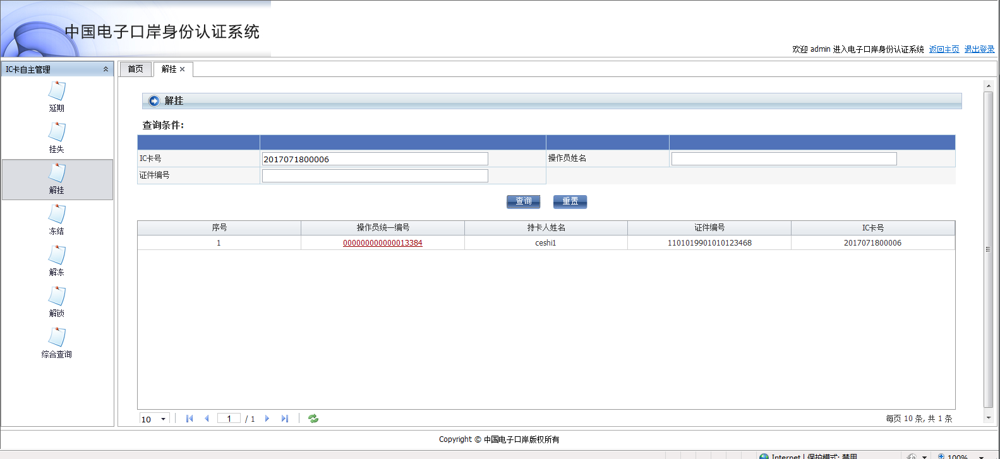 中国电子口岸身份认证系统
欢迎 admin 进入电子口岸身份认证系统 返回主页 退出登录
IC卡自主管理
首页 解挂
延期
挂失
解挂
冻结
解冻
解锁
综合查询
解挂
查询条件:
IC卡号 2017071800006 操作员姓名
证件编号
查询 重置
序号 操作员统一编号 持卡人姓名 证件编号 IC卡号
1 000000000000013384 ceshi1 1101019901010123468 2017071800006
10 1 / 1 每页 10 条, 共 1 条
Copyright © 中国电子口岸版权所有
Internet | 保护模式: 禁用 100%